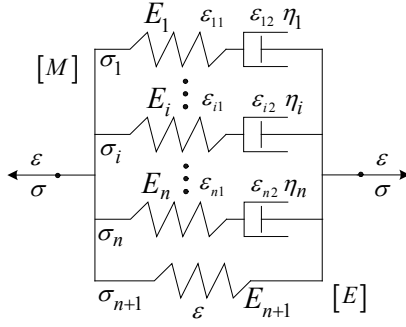 E₁ ε₁₁ ε₁₂ η₁
[M]
σ₁
Eᵢ εᵢ₁ εᵢ₂ ηᵢ
σᵢ
ε σ
ε σ
Eₙ εₙ₁ εₙ₂ ηₙ
σₙ
σₙ₊₁ ε Eₙ₊₁ [E]